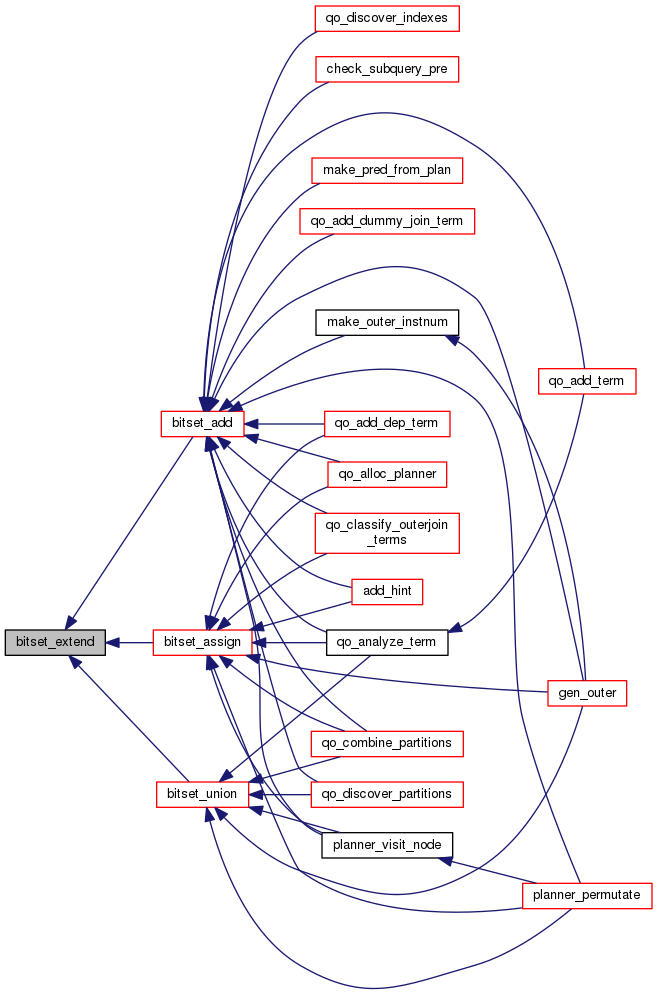 qo_discover_indexes
check_subquery_pre
make_pred_from_plan
qo_add_dummy_join_term
make_outer_instnum
qo_add_term
bitset_add
qo_add_dep_term
qo_alloc_planner
qo_classify_outerjoin
_terms
add_hint
bitset_extend
bitset_assign
qo_analyze_term
gen_outer
qo_combine_partitions
bitset_union
qo_discover_partitions
planner_visit_node
planner_permutate